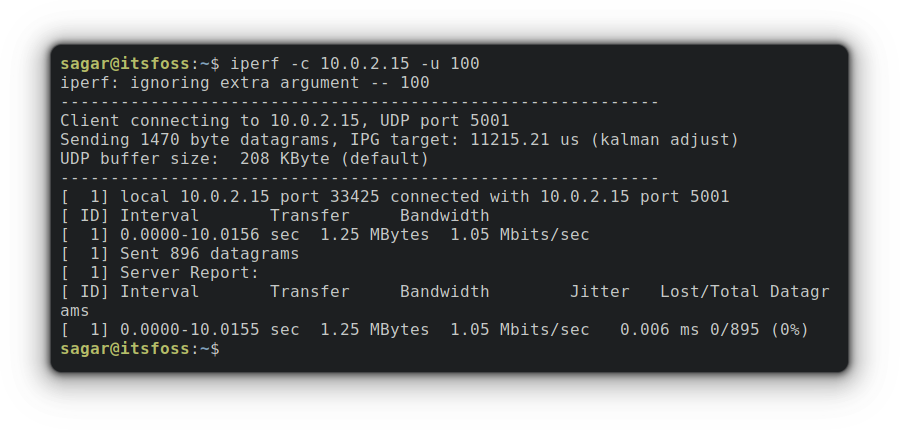 sagar@itsfoss:~$ iperf -c 10.0.2.15 -u 100
iperf: ignoring extra argument -- 100
------------------------------------------------------------
Client connecting to 10.0.2.15, UDP port 5001
Sending 1470 byte datagrams, IPG target: 11215.21 us (kalman adjust)
UDP buffer size:  208 KByte (default)
------------------------------------------------------------
[  1] local 10.0.2.15 port 33425 connected with 10.0.2.15 port 5001
[ ID] Interval       Transfer     Bandwidth
[  1] 0.0000-10.0156 sec  1.25 MBytes  1.05 Mbits/sec
[  1] Sent 896 datagrams
[  1] Server Report:
[ ID] Interval       Transfer     Bandwidth        Jitter   Lost/Total Datagr
ams
[  1] 0.0000-10.0155 sec  1.25 MBytes  1.05 Mbits/sec   0.006 ms 0/895 (0%)
sagar@itsfoss:~$